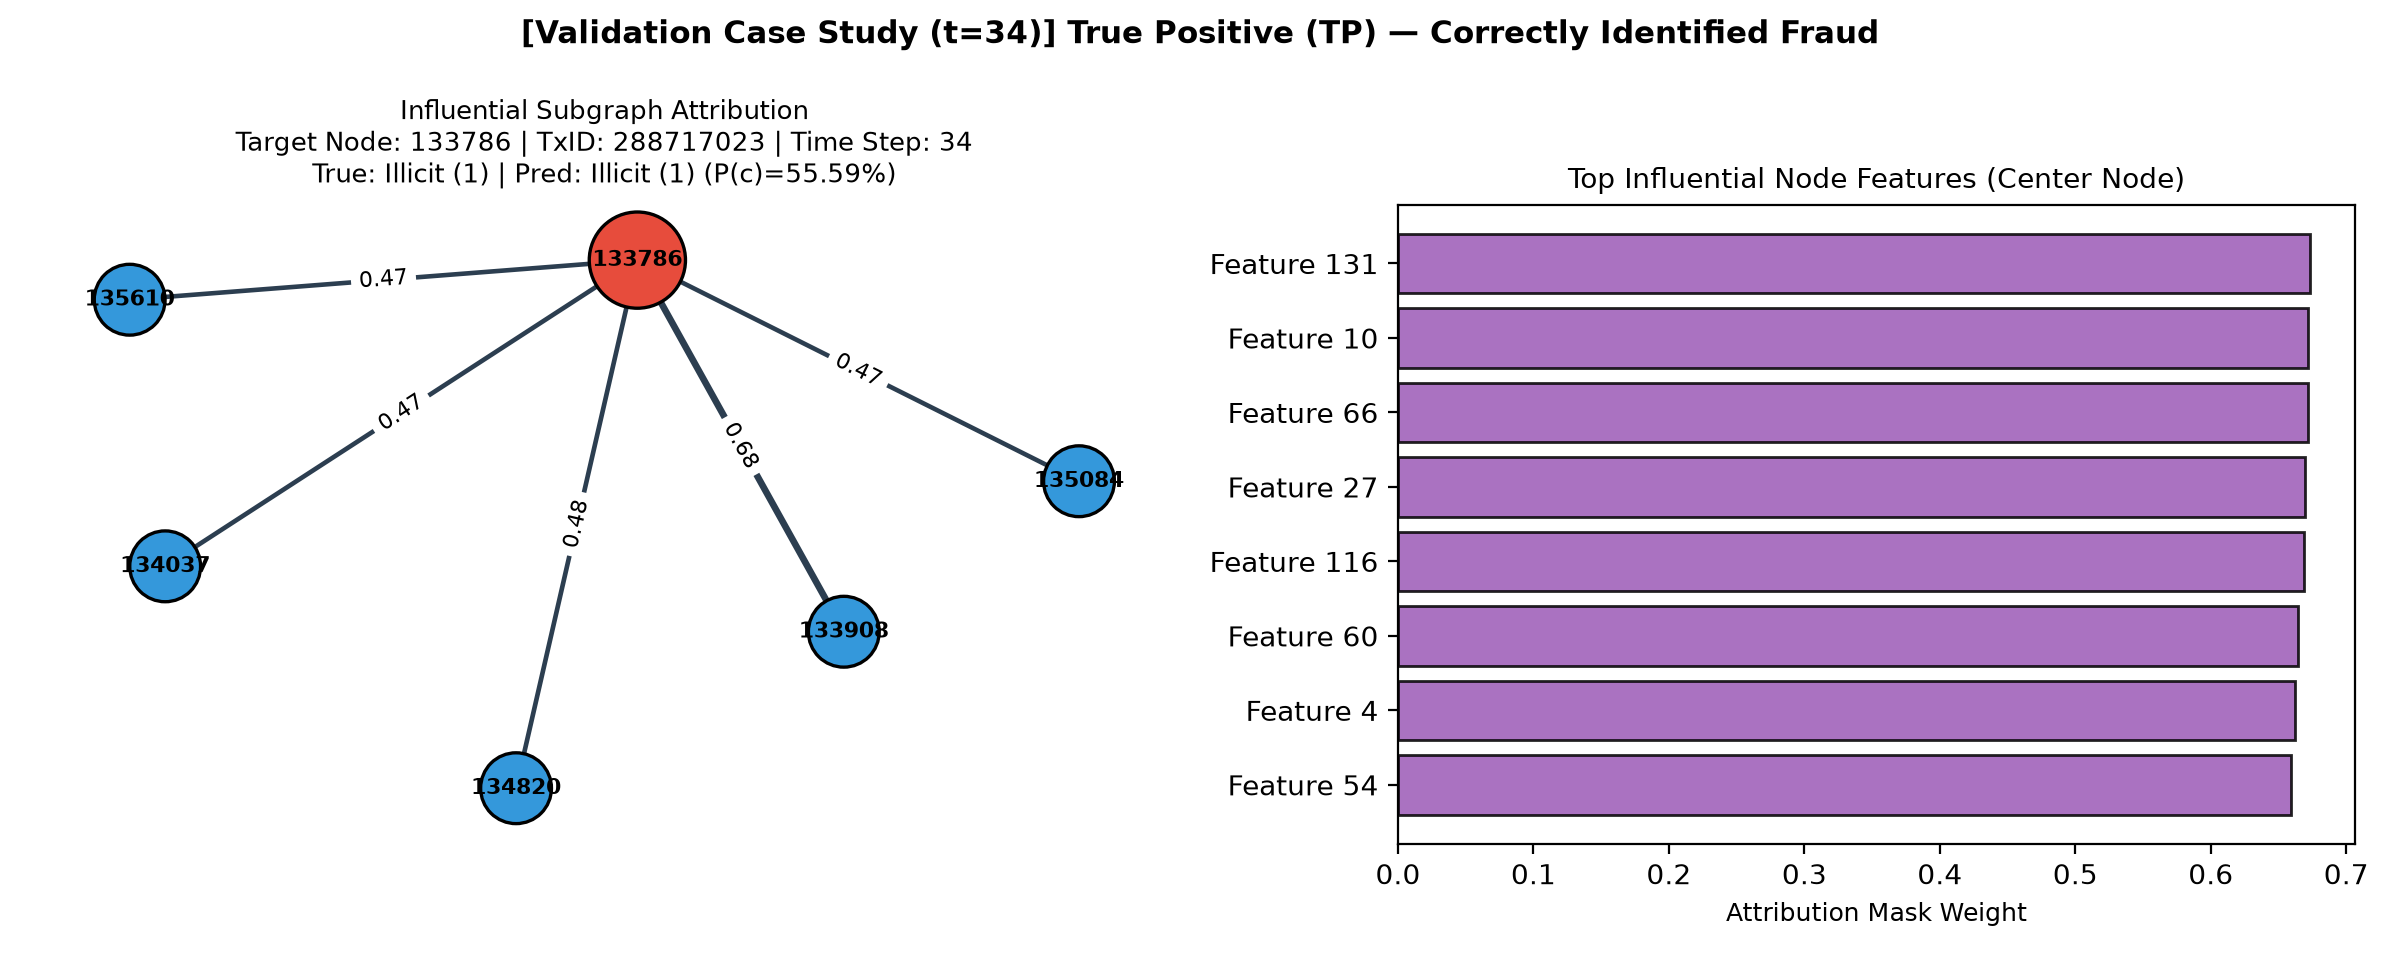 [Validation Case Study (t=34)] True Positive (TP) — Correctly Identified Fraud
Influential Subgraph Attribution
Target Node: 133786 | TxID: 288717023 | Time Step: 34
True: Illicit (1) | Pred: Illicit (1) (P(c)=55.59%)
133786
135610
0.47
0.47
0.47
0.68
0.48
135084
134037
133908
134820
Top Influential Node Features (Center Node)
Feature 131
Feature 10
Feature 66
Feature 27
Feature 116
Feature 60
Feature 4
Feature 54
0.0 0.1 0.2 0.3 0.4 0.5 0.6 0.7
Attribution Mask Weight